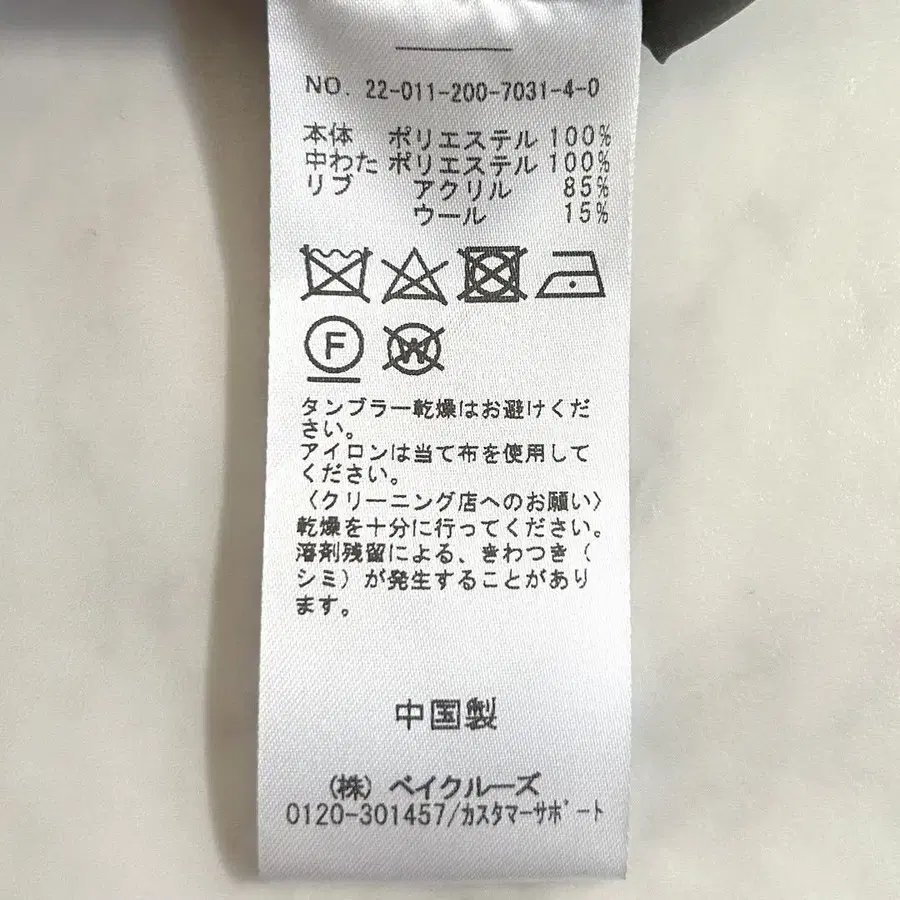 NO. 22-011-200-7031-4-0
本体 ポリエステル 100%
中わた ポリエステル 100%
リブ アクリル 85%
ウール 15%
F W
タンブラー乾燥はお避けくだ
さい。
アイロンは当て布を使用して
ください。
〈クリーニング店へのお願い〉
乾燥を十分に行ってください。
溶剤残留による、きわつき(
シミ)が発生することがあり
ます。
中国製
(株)ベイクルーズ
0120-301457/カスタマーサポート